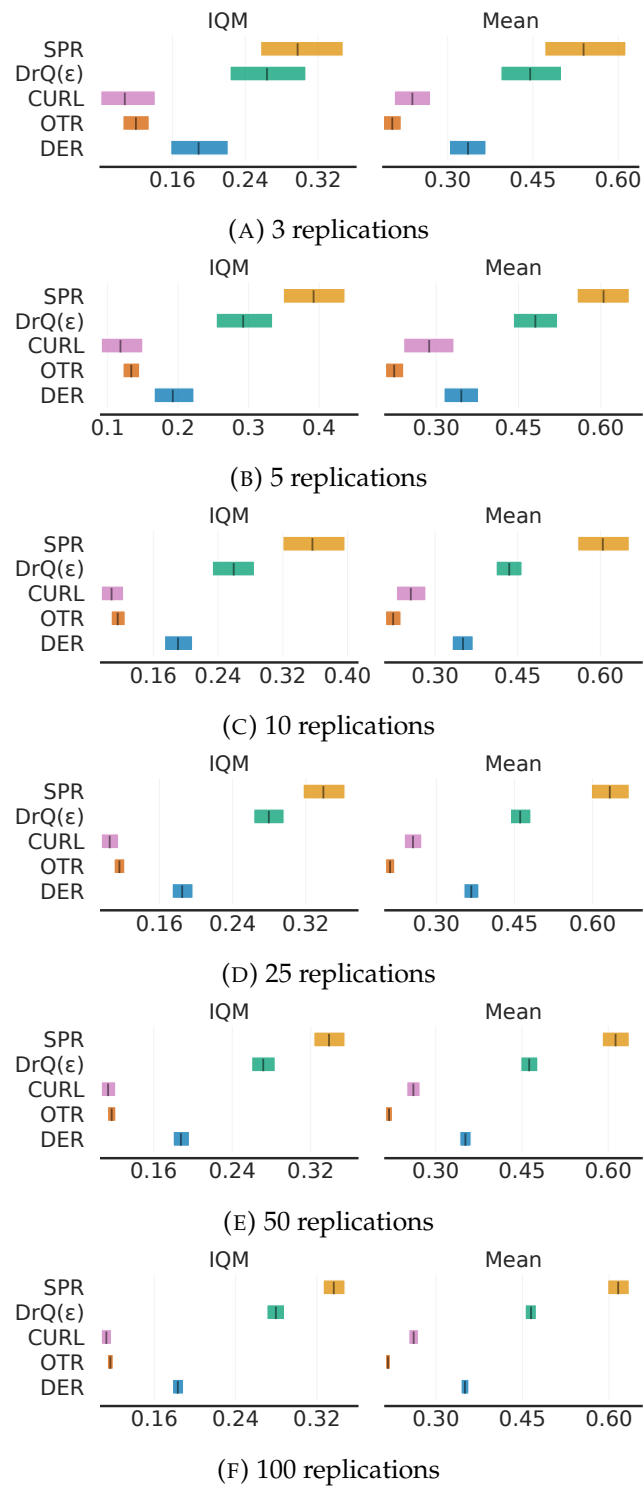 IQM Mean
SPR
DrQ(ε)
CURL
OTR
DER
0.16 0.24 0.32 0.30 0.45 0.60
(A) 3 replications
IQM Mean
SPR
DrQ(ε)
CURL
OTR
DER
0.1 0.2 0.3 0.4 0.30 0.45 0.60
(B) 5 replications
IQM Mean
SPR
DrQ(ε)
CURL
OTR
DER
0.16 0.24 0.32 0.40 0.30 0.45 0.60
(C) 10 replications
IQM Mean
SPR
DrQ(ε)
CURL
OTR
DER
0.16 0.24 0.32 0.30 0.45 0.60
(D) 25 replications
IQM Mean
SPR
DrQ(ε)
CURL
OTR
DER
0.16 0.24 0.32 0.30 0.45 0.60
(E) 50 replications
IQM Mean
SPR
DrQ(ε)
CURL
OTR
DER
0.16 0.24 0.32 0.30 0.45 0.60
(F) 100 replications